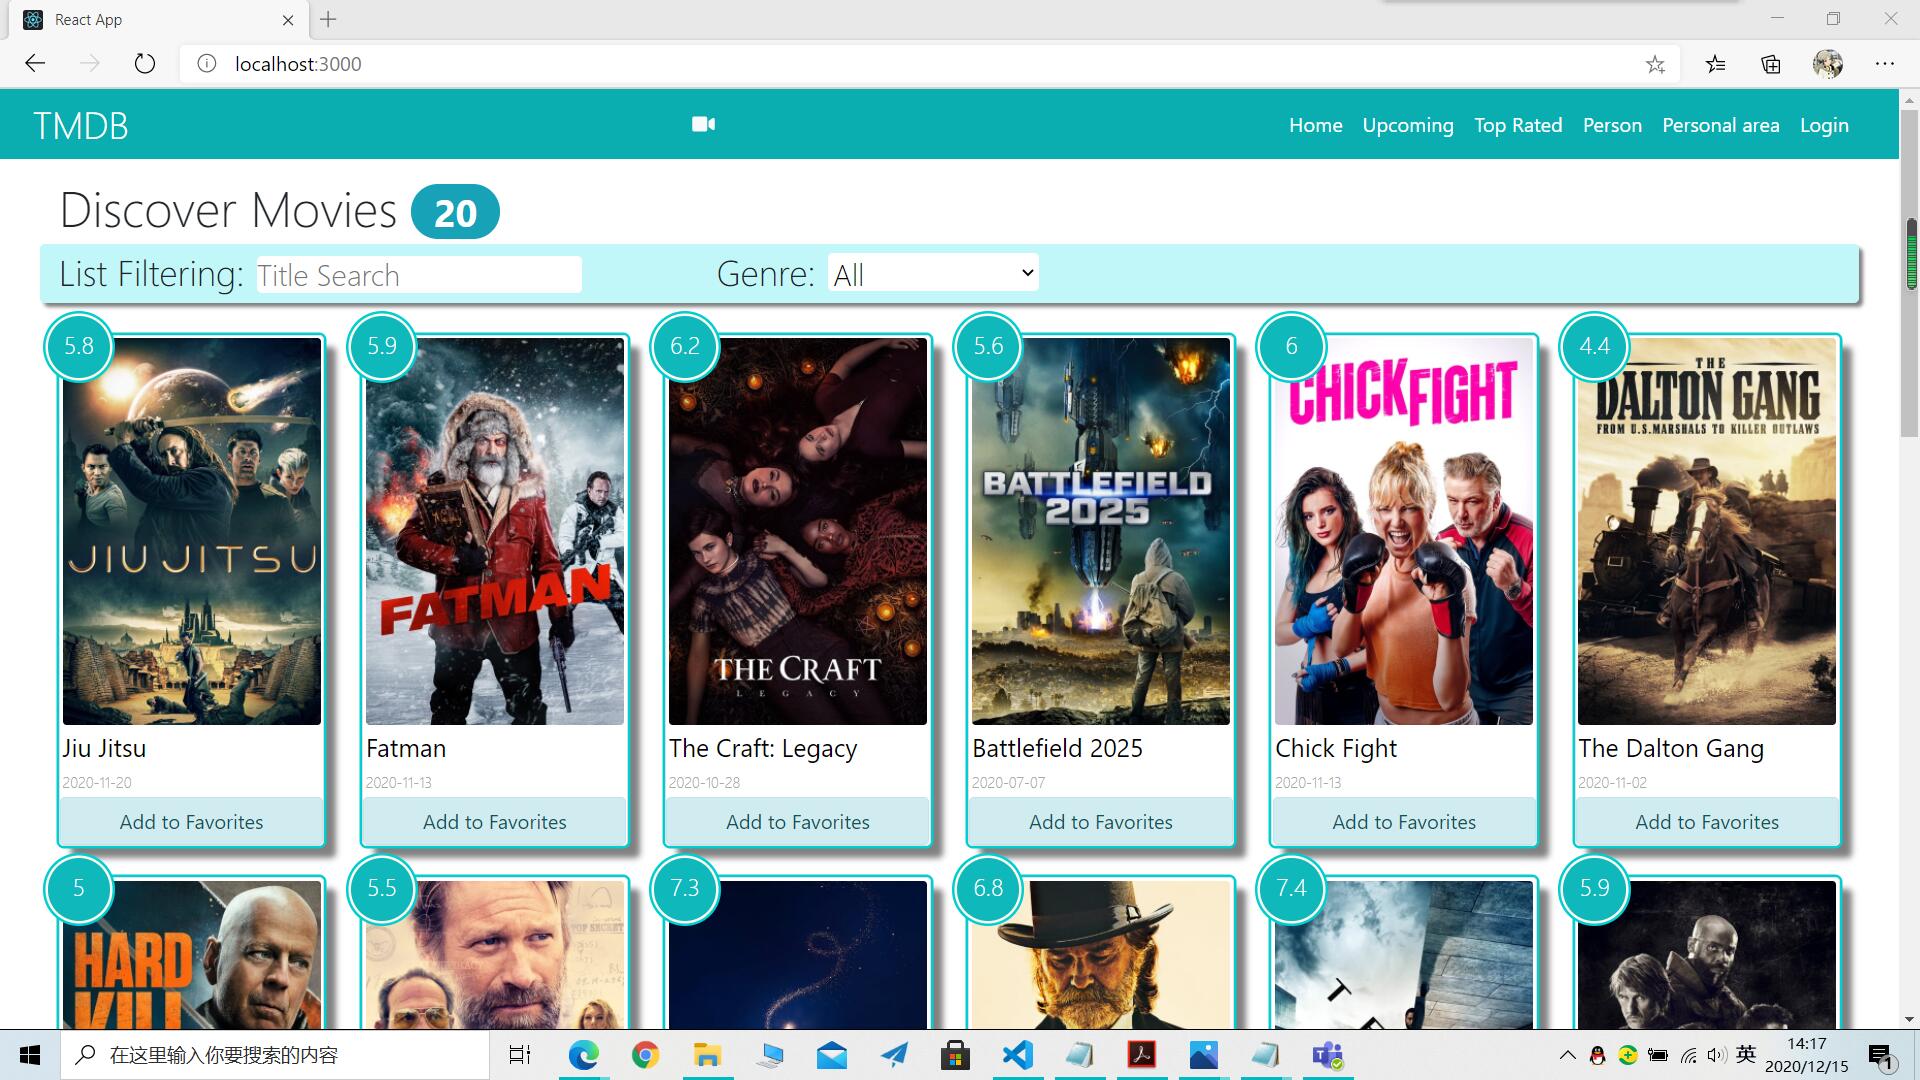 React App
localhost:3000
TMDB
Home Upcoming Top Rated Person Personal area Login
Discover Movies 20
List Filtering: Title Search Genre: All
5.8 5.9 6.2 5.6 6 4.4
JIU JITSU
FATMAN
THE CRAFT
LEGACY
BATTLEFIELD
2025
CHICKFIGHT
THE
DALTON GANG
FROM U.S.MARSHALS TO KILLER OUTLAWS
Jiu Jitsu Fatman The Craft: Legacy Battlefield 2025 Chick Fight The Dalton Gang
2020-11-20 2020-11-13 2020-10-28 2020-07-07 2020-11-13 2020-11-02
Add to Favorites Add to Favorites Add to Favorites Add to Favorites Add to Favorites Add to Favorites
5 5.5 7.3 6.8 7.4 5.9
HARD
KILL
TOP SECRET
T
在这里输入你要搜索的内容
英
14:17
2020/12/15
1